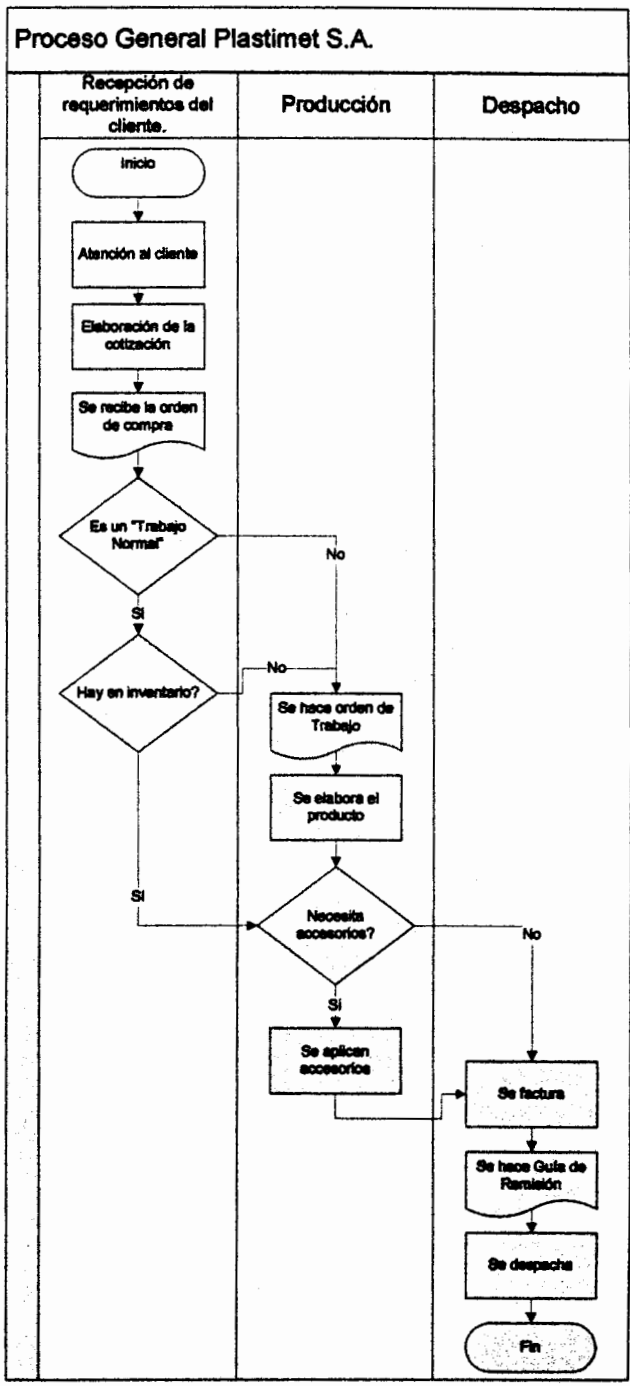 Proceso General Plastimet S.A.
Recepción de
requerimientos del
cliente.
Producción
Despacho
Inicio
Atención al cliente
Elaboración de la
cotización
Se recibe la orden
de compra
Es un "Trabajo
Normal"
No
Si
Hay en inventario?
No
Se hace orden de
Trabajo
Se elabora el
producto
Si
Necesita
accesorios?
No
Si
Se aplican
accesorios
Se factura
Se hace Guía de
Remisión
Se despacha
Fin